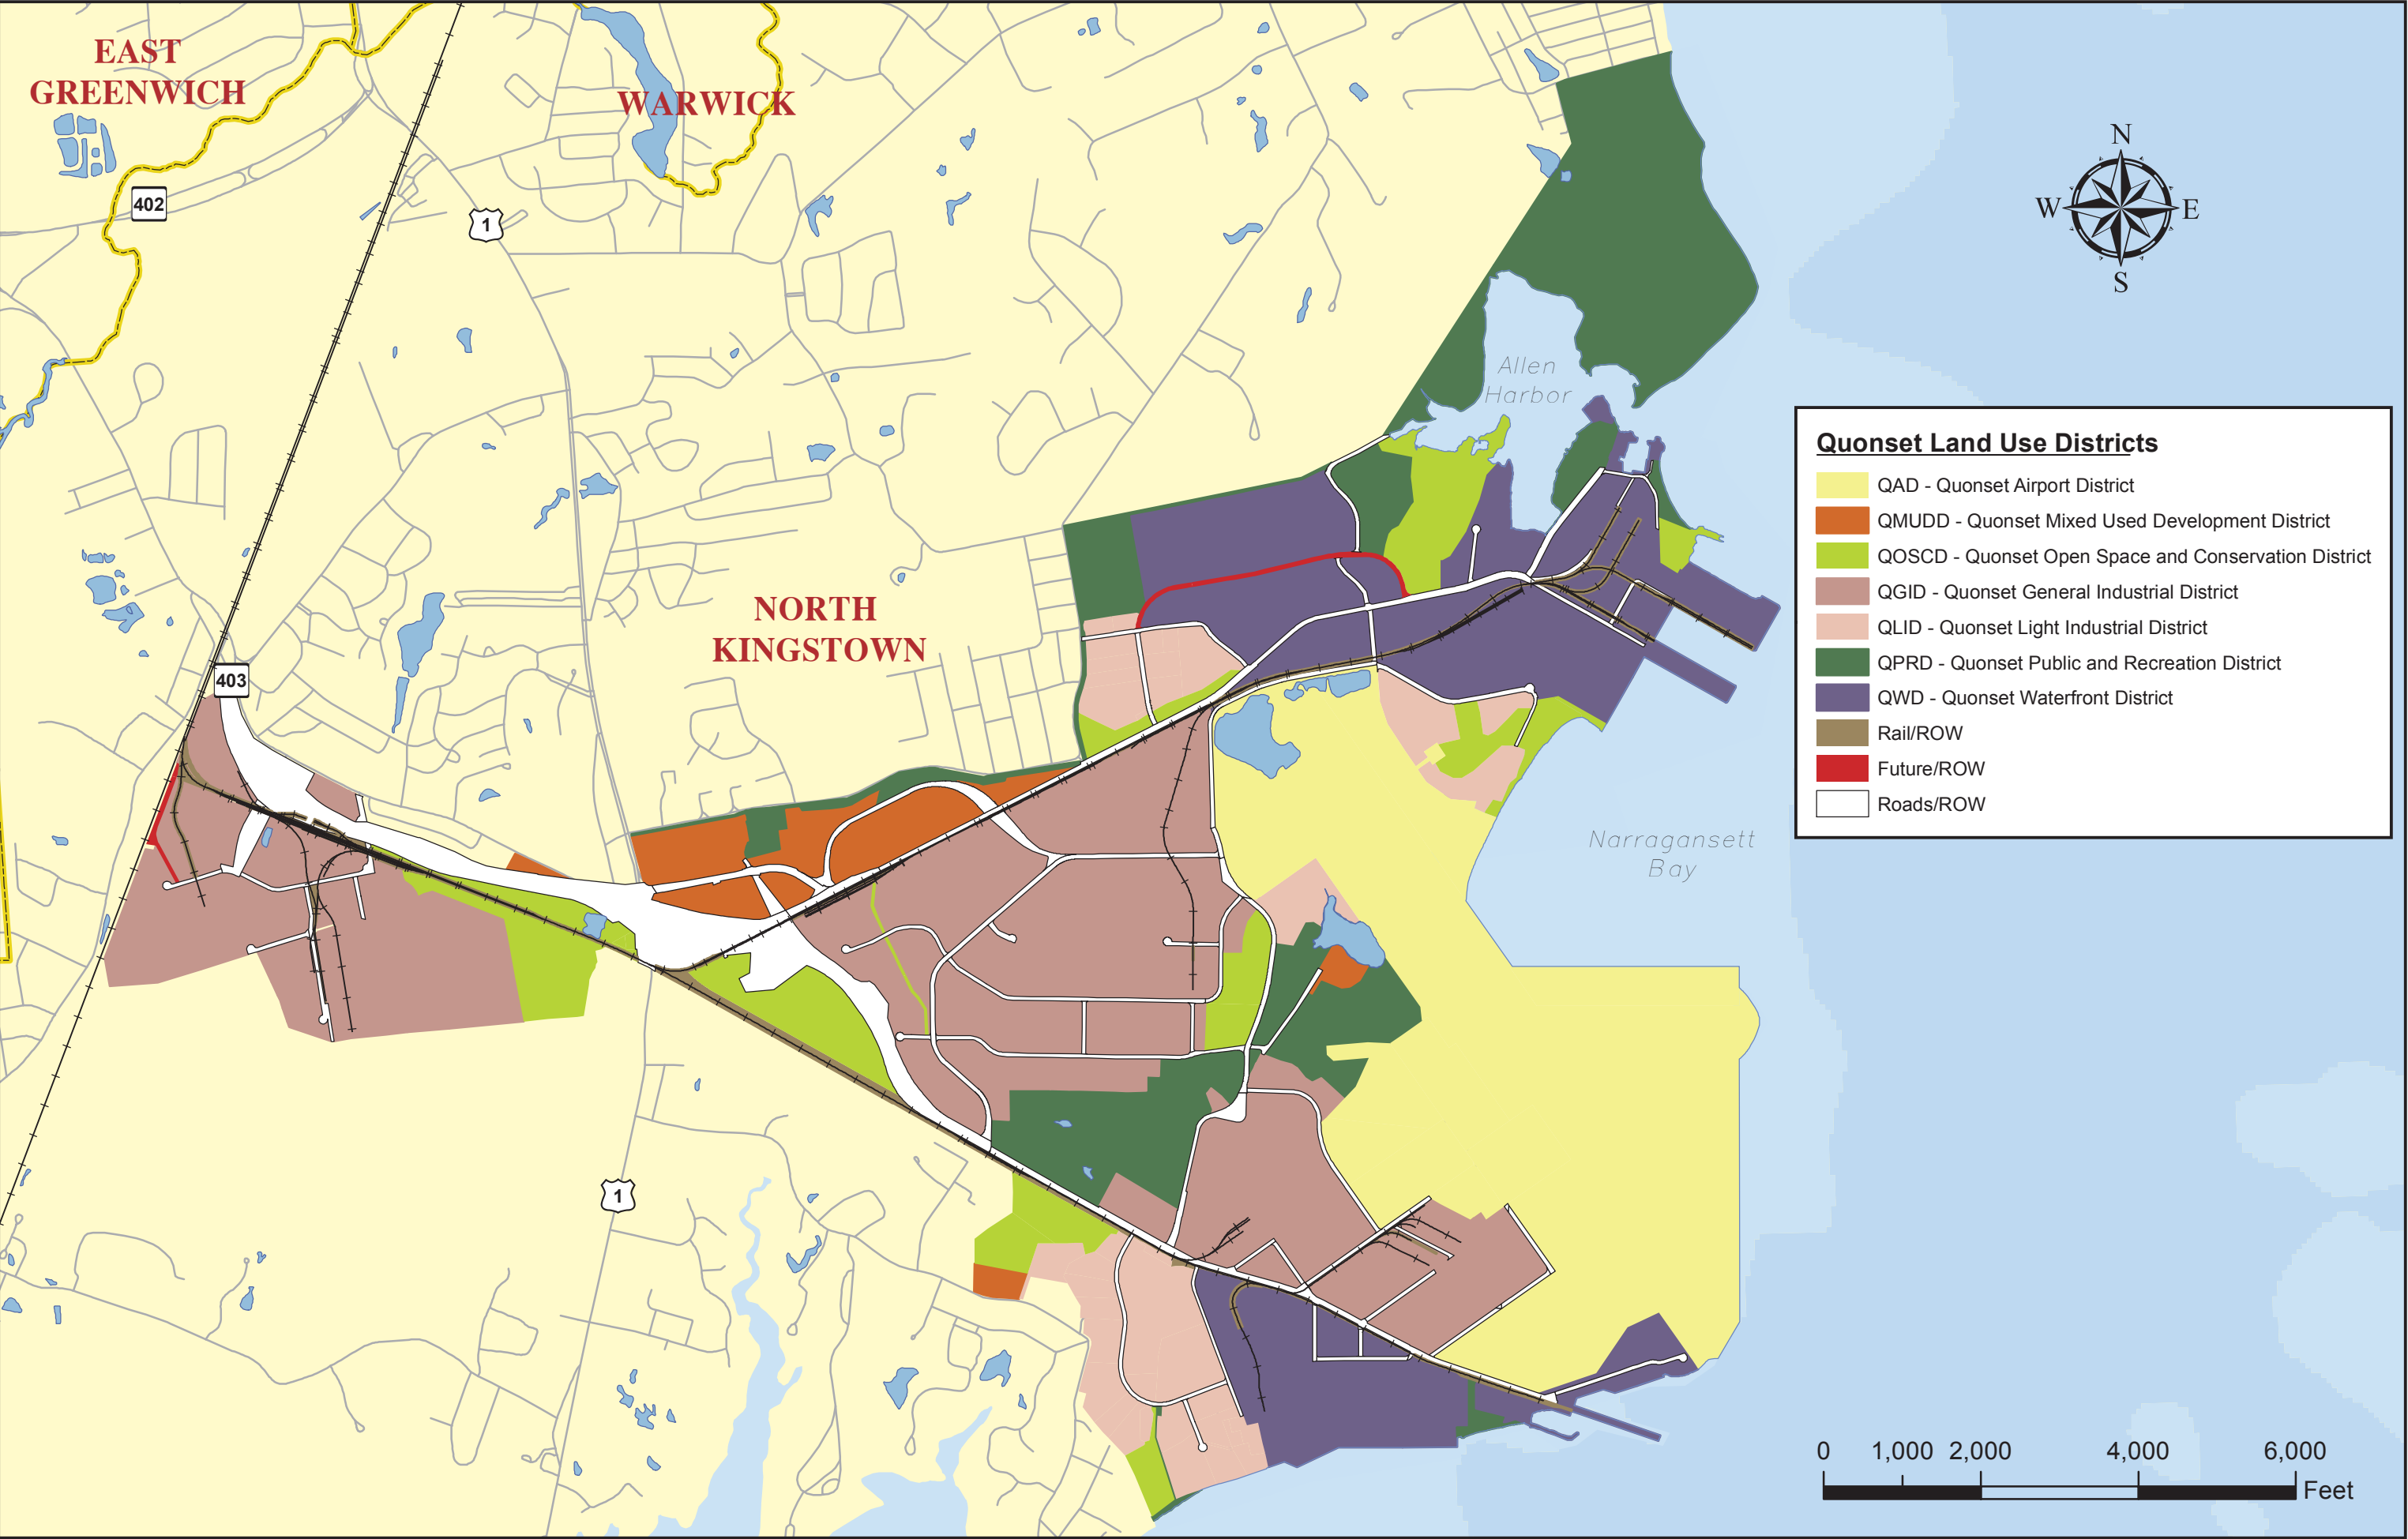 EAST
GREENWICH
WARWICK
402
1
N
W
E
S
Allen
Harbor
Quonset Land Use Districts
QAD - Quonset Airport District
QMUDD - Quonset Mixed Used Development District
QOSCD - Quonset Open Space and Conservation District
QGID - Quonset General Industrial District
QLID - Quonset Light Industrial District
QPRD - Quonset Public and Recreation District
QWD - Quonset Waterfront District
Rail/ROW
Future/ROW
Roads/ROW
NORTH
KINGSTOWN
403
Narragansett
Bay
1
0 1,000 2,000 4,000 6,000
Feet